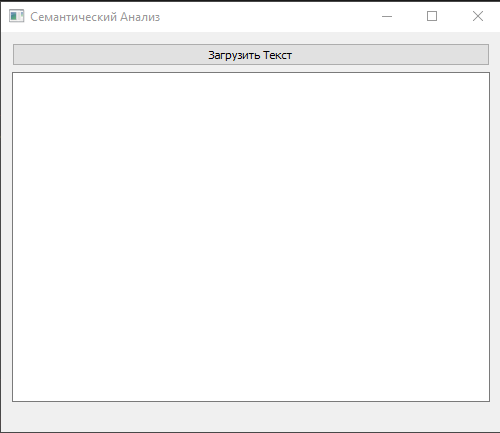 Семантический Анализ
Загрузить Текст